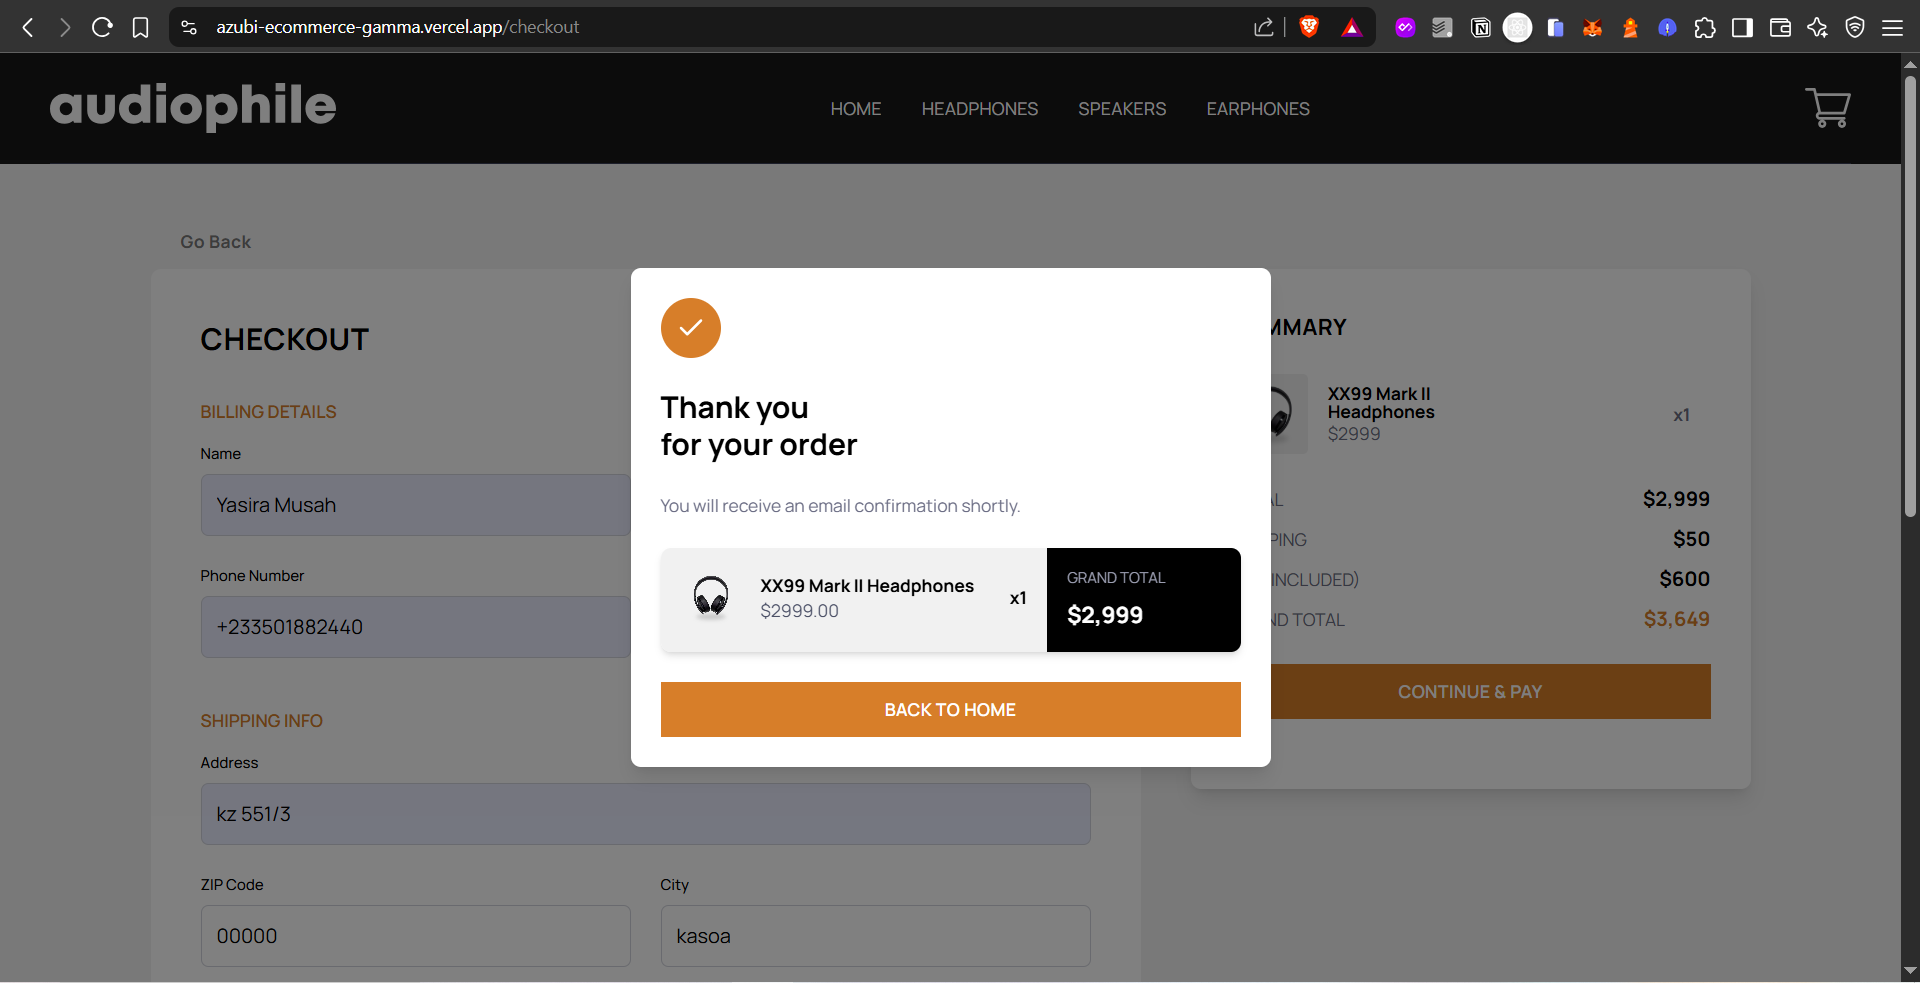 azubi-ecommerce-gamma.vercel.app/checkout
audiophile
HOME
HEADPHONES
SPEAKERS
EARPHONES
Go Back
CHECKOUT
BILLING DETAILS
Name
Yasira Musah
Phone Number
+233501882440
SHIPPING INFO
Address
kz 551/3
ZIP Code
City
00000
kasoa
Thank you
for your order
You will receive an email confirmation shortly.
XX99 Mark II Headphones
$2999.00
x1
GRAND TOTAL
$2,999
BACK TO HOME
MMARY
XX99 Mark II
Headphones
$2999
x1
AL
$2,999
PING
$50
INCLUDED)
$600
ND TOTAL
$3,649
CONTINUE & PAY